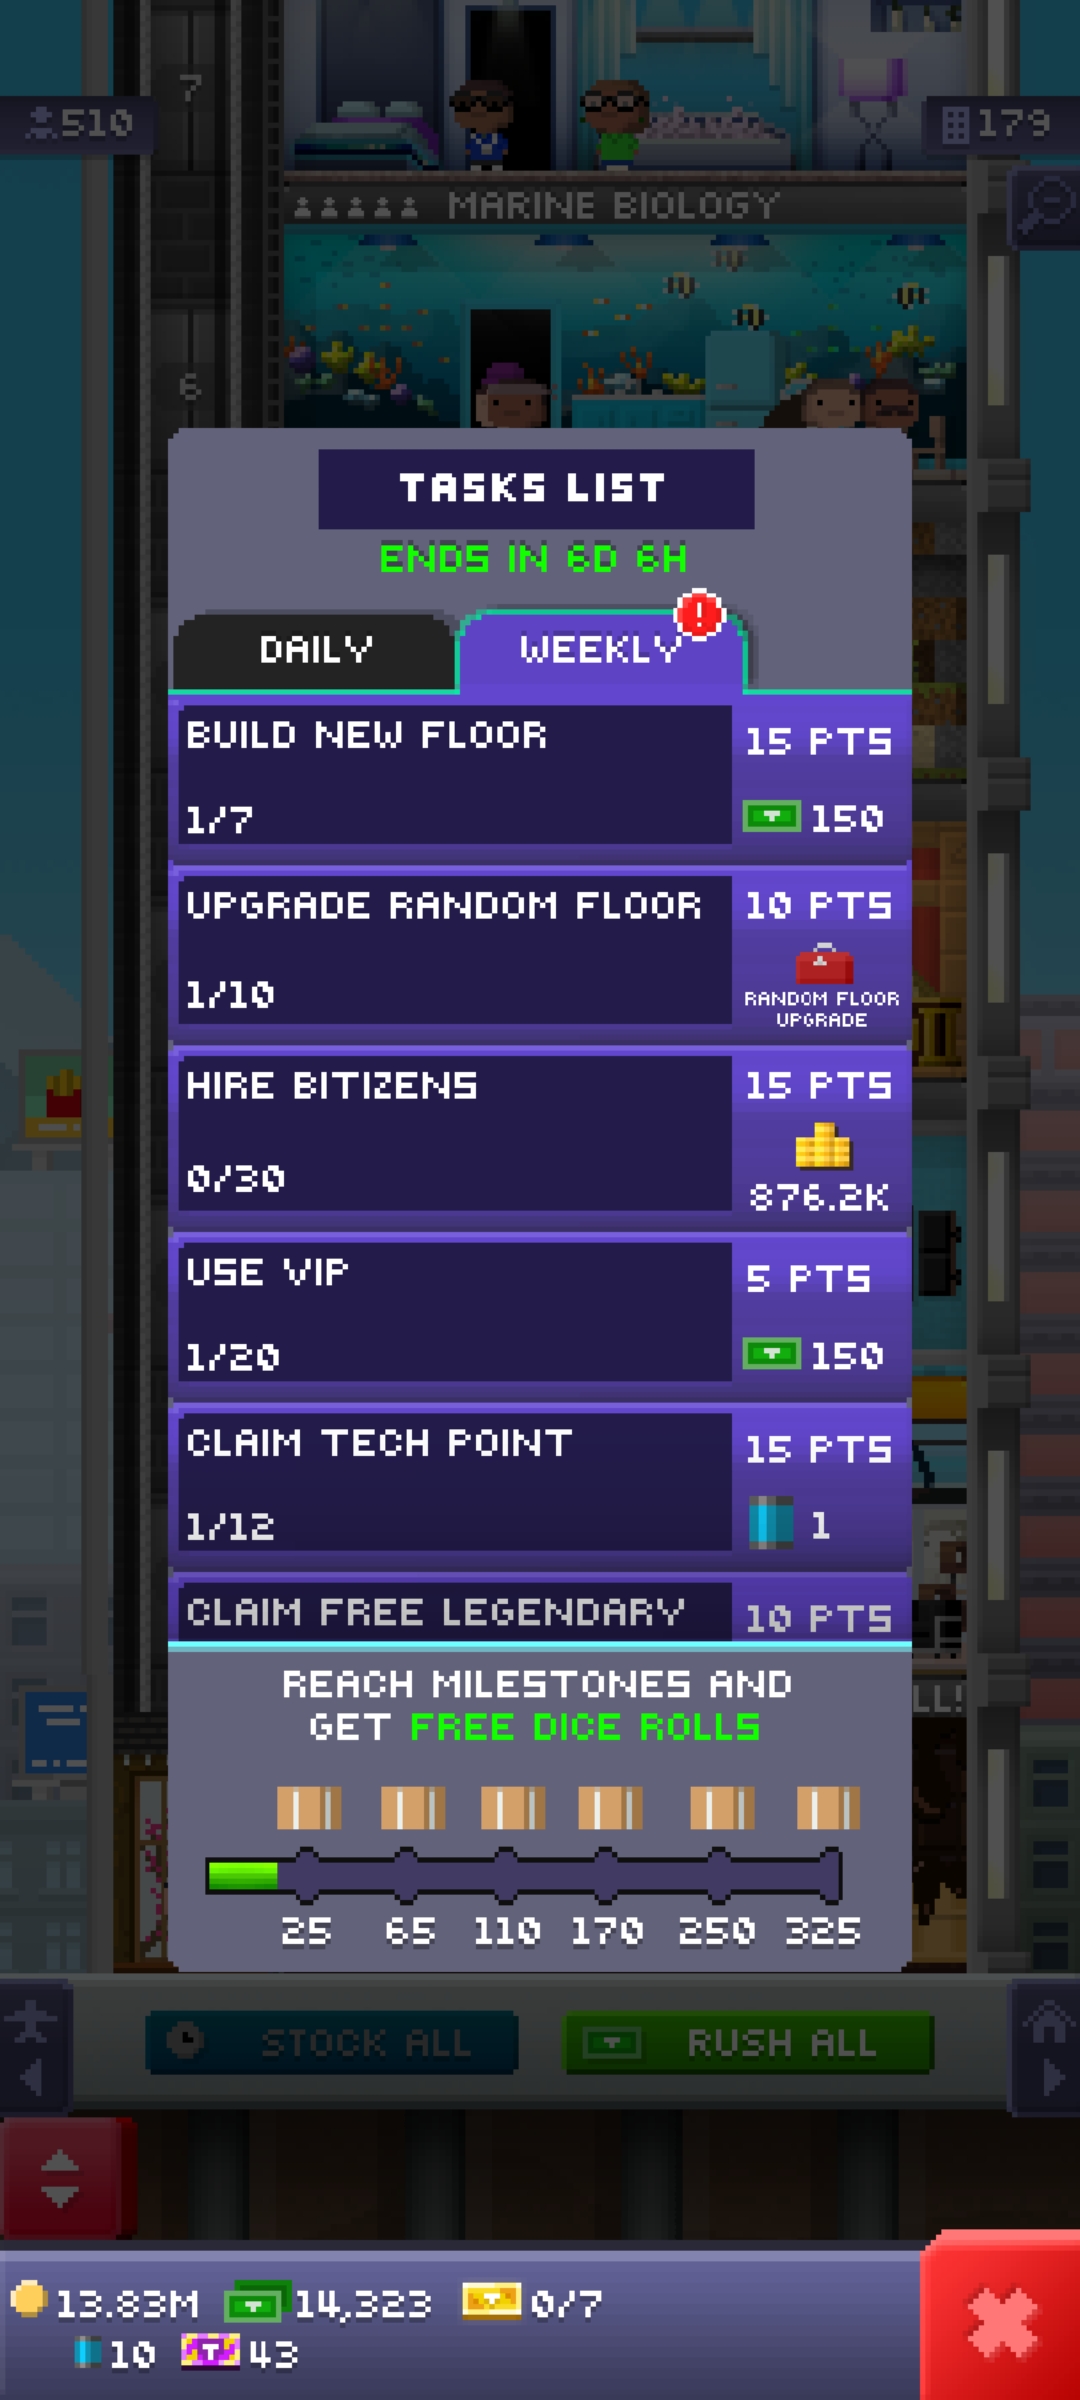 7
510
179
MARINE BIOLOGY
6
TASKS LIST
ENDS IN 6D 6H
DAILY
WEEKLY
!
BUILD NEW FLOOR
15 PTS
1/7
150
UPGRADE RANDOM FLOOR
10 PTS
1/10
RANDOM FLOOR
UPGRADE
HIRE BITIZENS
15 PTS
0/30
876.2K
USE VIP
5 PTS
1/20
150
CLAIM TECH POINT
15 PTS
1/12
1
CLAIM FREE LEGENDARY
10 PTS
REACH MILESTONES AND
LL!
GET FREE DICE ROLLS
25 65 110 170 250 325
STOCK ALL
RUSH ALL
13.83M 14,323 0/7
10 43